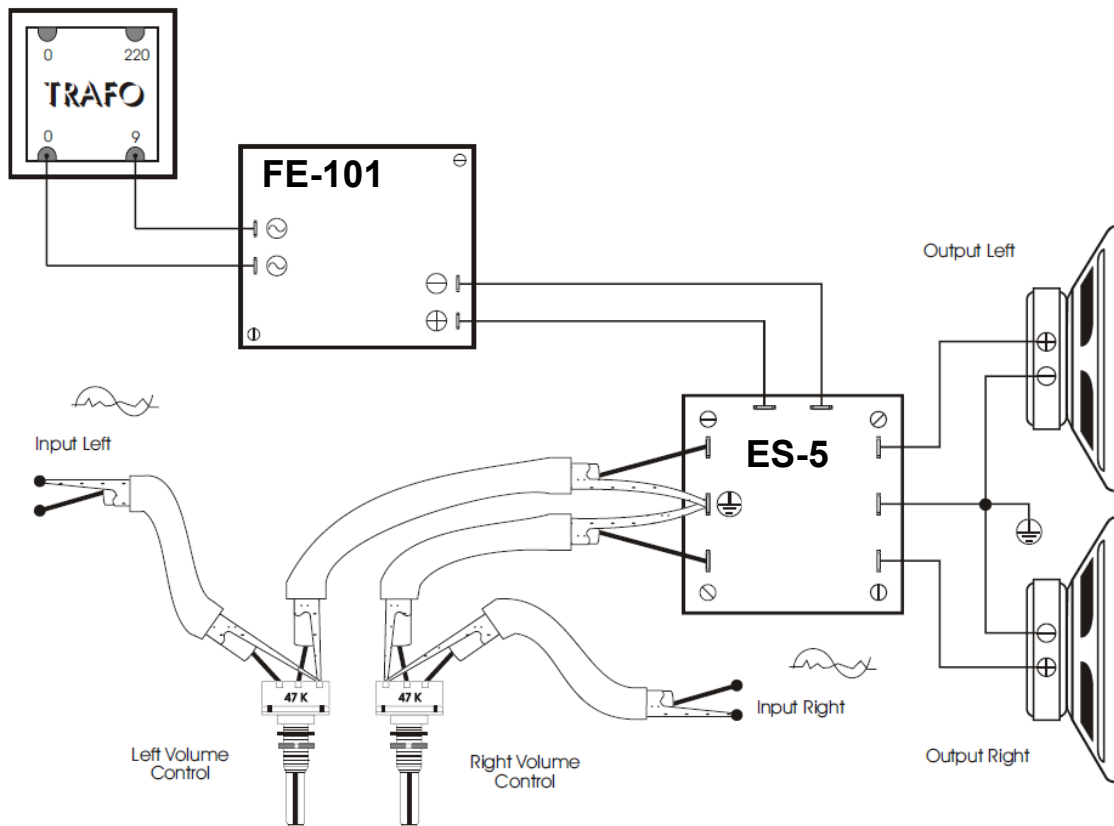 0 220
TRAFO
0 9
FE-101
Output Left
Input Left
ES-5
47 K
47 K
Input Right
Left Volume
Control
Right Volume
Control
Output Right